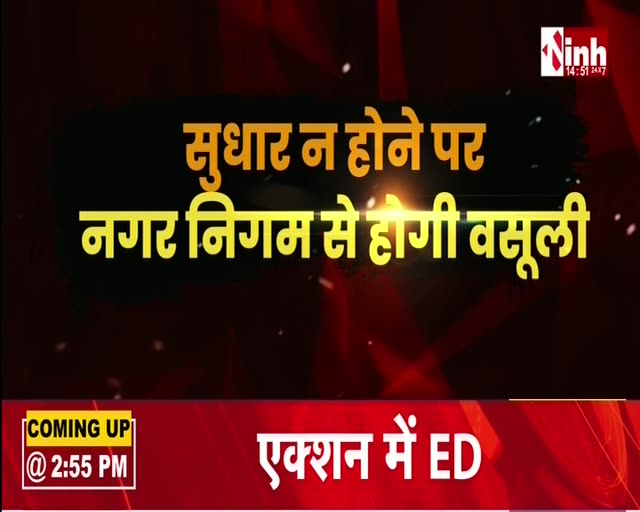 inh
14:51 24x7
सुधार न होने पर
नगर निगम से होगी वसूली
COMING UP
@ 2:55 PM
एक्शन में ED